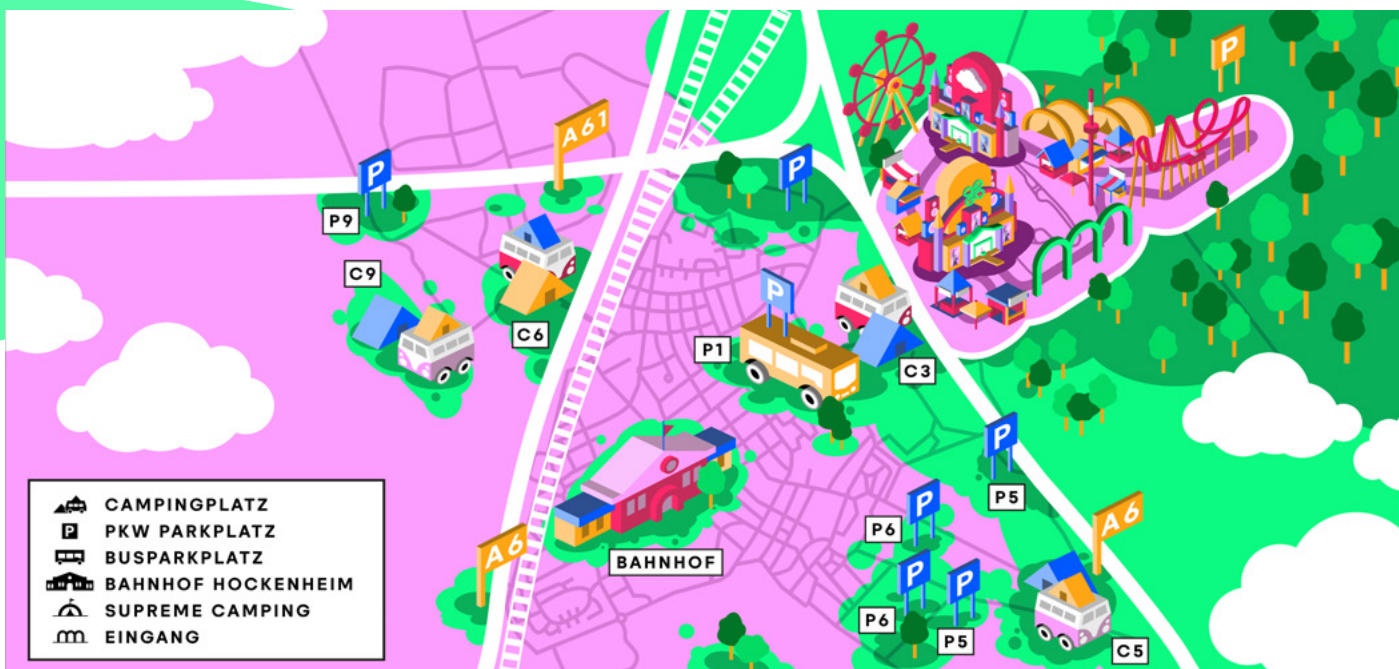 P
A61
P
P
P9
C9
C6
P
P1
C3
P
P5
P
P6
A6
A6
BAHNHOF
P
P
P6
P5
C5
CAMPINGPLATZ
P PKW PARKPLATZ
BUSPARKPLATZ
BAHNHOF HOCKENHEIM
SUPREME CAMPING
EINGANG